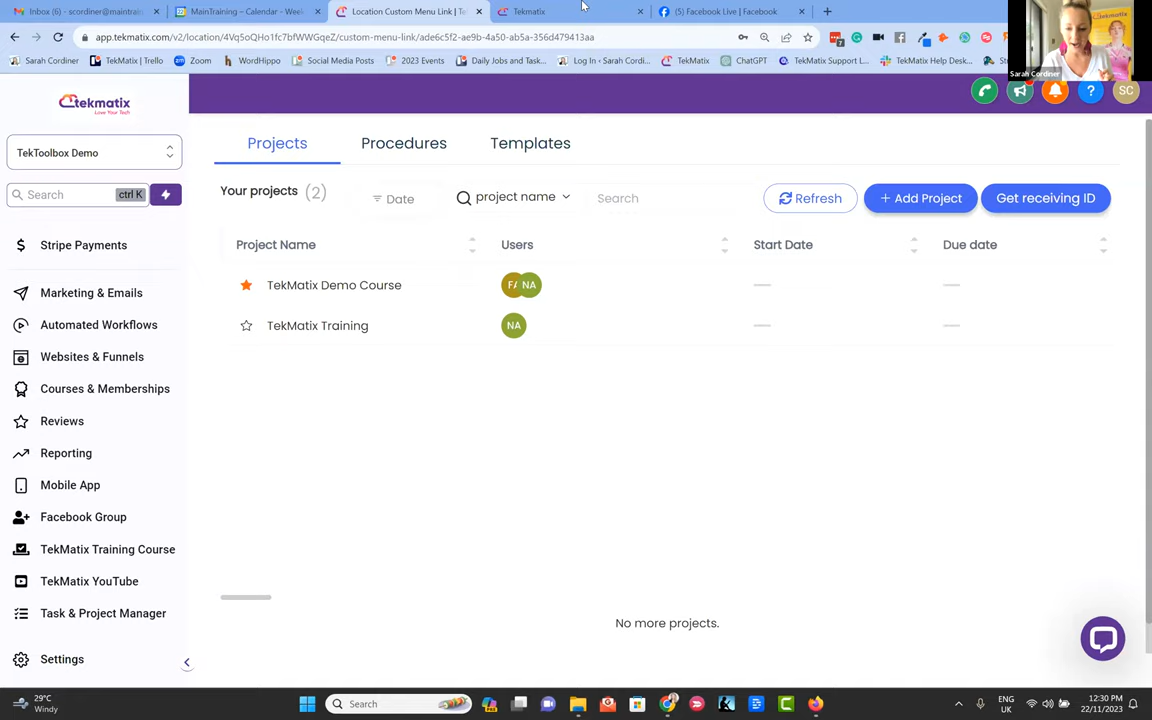 Inbox (6) - scordiner@maintrain
MainTraining – Calendar - Week
Location Custom Menu Link | Te
Tekmatix
(5) Facebook Live | Facebook
app.tekmatix.com/v2/location/4Vq5oQHo1fc7bfWWGqeZ/custom-menu-link/ade6c5f2-ae9b-4a50-ab5a-356d479413aa
Sarah Cordiner
TekMatix | Trello
Zoom
WordHippo
Social Media Posts
2023 Events
Daily Jobs and Task...
Log In ‹ Sarah Cordi...
TekMatix
ChatGPT
TekMatix Support L...
TekMatix Help Desk...
Sarah Cordiner
tekmatix
Love Your Tech
SC
TekToolbox Demo
Search
ctrl K
Stripe Payments
Marketing & Emails
Automated Workflows
Websites & Funnels
Courses & Memberships
Reviews
Reporting
Mobile App
Facebook Group
TekMatix Training Course
TekMatix YouTube
Task & Project Manager
Settings
Projects
Procedures
Templates
Your projects (2)
Date
project name
Search
Refresh
+ Add Project
Get receiving ID
Project Name
Users
Start Date
Due date
TekMatix Demo Course
FA
NA
TekMatix Training
NA
No more projects.
29°C
Windy
Search
ENG
UK
12:30 PM
22/11/2023